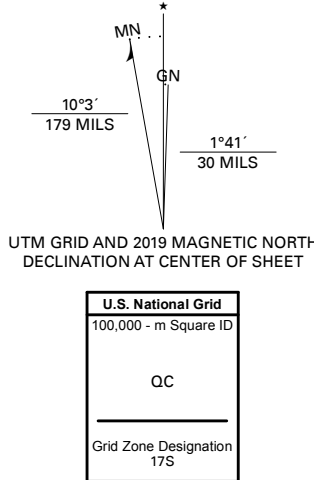 ★
MN
GN
10°3´
179 MILS
1°41´
30 MILS
UTM GRID AND 2019 MAGNETIC NORTH
DECLINATION AT CENTER OF SHEET
U.S. National Grid
100,000 - m Square ID
QC
Grid Zone Designation
17S